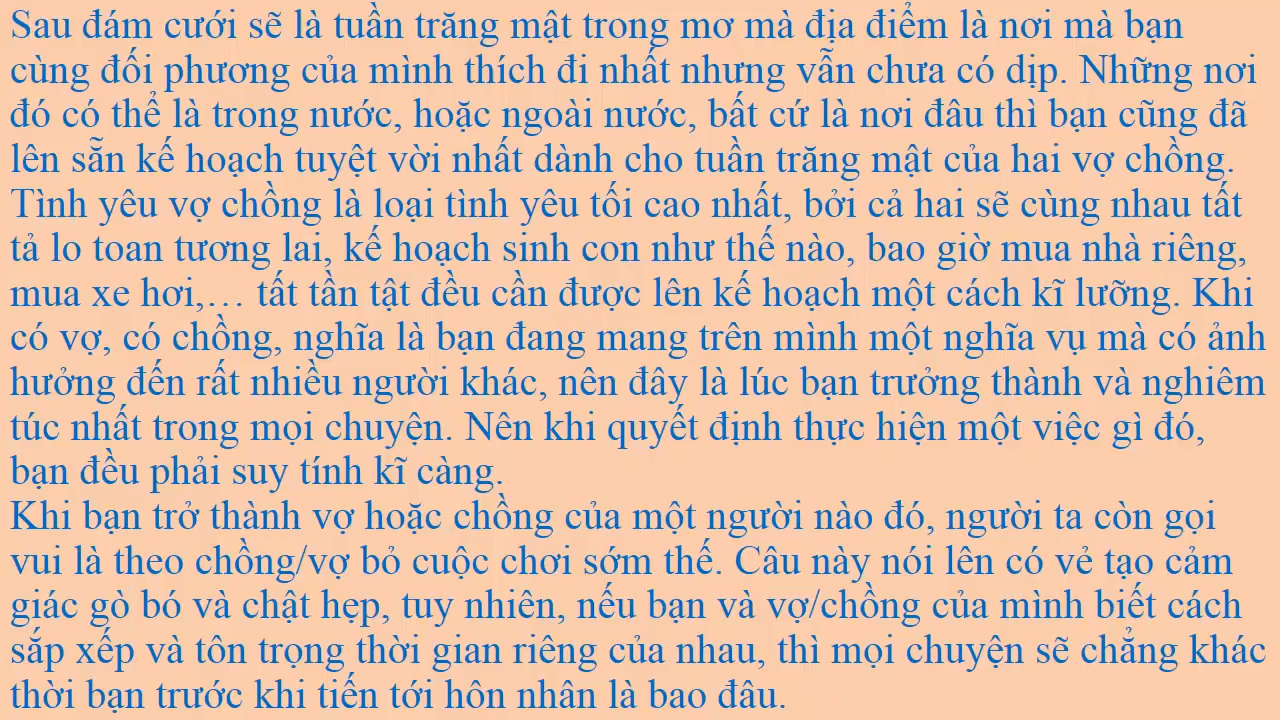 Sau đám cưới sẽ là tuần trăng mật trong mơ mà địa điểm là nơi mà bạn
cùng đối phương của mình thích đi nhất nhưng vẫn chưa có dịp. Những nơi
đó có thể là trong nước, hoặc ngoài nước, bất cứ là nơi đâu thì bạn cũng đã
lên sẵn kế hoạch tuyệt vời nhất dành cho tuần trăng mật của hai vợ chồng.
Tình yêu vợ chồng là loại tình yêu tối cao nhất, bởi cả hai sẽ cùng nhau tất
tả lo toan tương lai, kế hoạch sinh con như thế nào, bao giờ mua nhà riêng,
mua xe hơi,… tất tần tật đều cần được lên kế hoạch một cách kĩ lưỡng. Khi
có vợ, có chồng, nghĩa là bạn đang mang trên mình một nghĩa vụ mà có ảnh
hưởng đến rất nhiều người khác, nên đây là lúc bạn trưởng thành và nghiêm
túc nhất trong mọi chuyện. Nên khi quyết định thực hiện một việc gì đó,
bạn đều phải suy tính kĩ càng.
Khi bạn trở thành vợ hoặc chồng của một người nào đó, người ta còn gọi
vui là theo chồng/vợ bỏ cuộc chơi sớm thế. Câu này nói lên có vẻ tạo cảm
giác gò bó và chật hẹp, tuy nhiên, nếu bạn và vợ/chồng của mình biết cách
sắp xếp và tôn trọng thời gian riêng của nhau, thì mọi chuyện sẽ chẳng khác
thời bạn trước khi tiến tới hôn nhân là bao đâu.